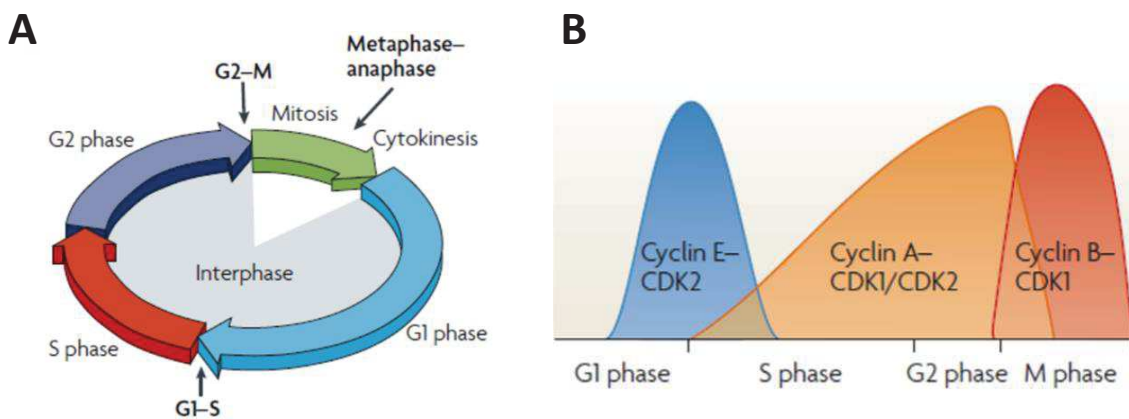 A
G2–M
Metaphase–
anaphase
Mitosis
Cytokinesis
G2 phase
Interphase
S phase
G1 phase
G1–S
B
Cyclin E–
CDK2
Cyclin A–
CDK1/CDK2
Cyclin B–
CDK1
G1 phase
S phase
G2 phase
M phase